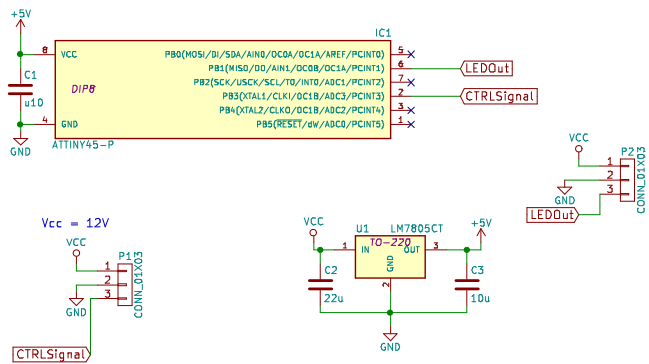 +5V
IC1
8 VCC
PB0(MOSI/DI/SDA/AIN0/OC0A/OC1A/AREF/PCINT0) 5
C1
u10
DIP8
PB1(MISO/DO/AIN1/OC0B/OC1A/PCINT1) 6
LEDOut
PB2(SCK/USCK/SCL/T0/INT0/ADC1/PCINT2) 7
PB3(XTAL1/CLKI/OC1B/ADC3/PCINT3) 2
CTRLSignal
PB4(XTAL2/CLKO/OC1B/ADC2/PCINT4) 3
4 GND
PB5(RESET/dW/ADC0/PCINT5) 1
GND
ATTINY45-P
VCC
P2
1
2
3
CONN_01X03
GND
LEDOut
Vcc = 12V
VCC
P1
1
2
3
CONN_01X03
GND
CTRLSignal
VCC
U1 LM7805CT
+5V
TO-220
1 IN OUT 3
GND
2
C2
22u
C3
10u
GND